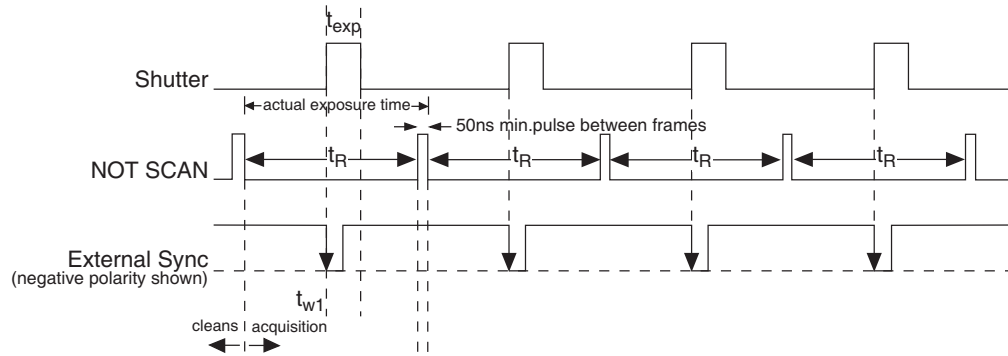 t_exp
Shutter
actual exposure time
50ns min.pulse between frames
NOT SCAN
t_R t_R t_R t_R
External Sync
(negative polarity shown)
t_w1
cleans acquisition